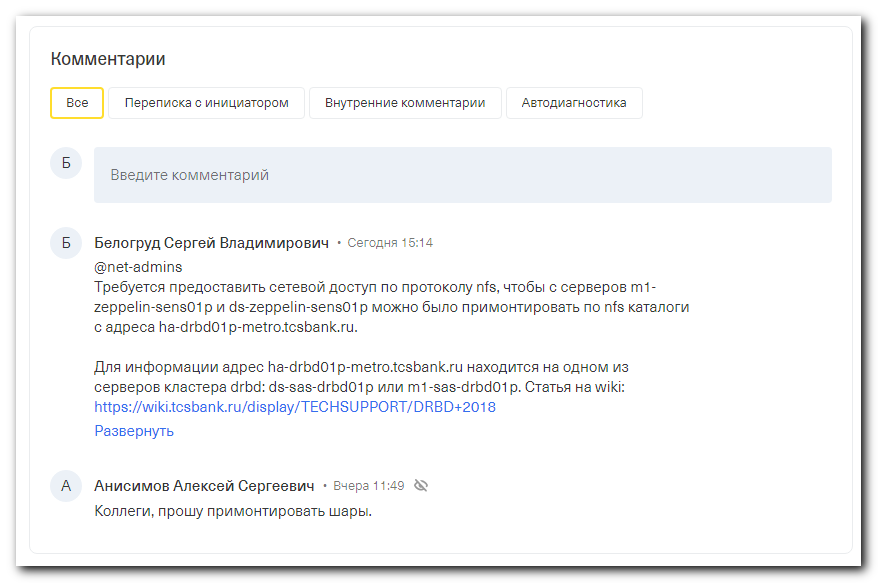 Комментарии
Все
Переписка с инициатором
Внутренние комментарии
Автодиагностика
Б
Введите комментарий
Б
Белогруд Сергей Владимирович • Сегодня 15:14
@net-admins
Требуется предоставить сетевой доступ по протоколу nfs, чтобы с серверов m1-
zeppelin-sens01p и ds-zeppelin-sens01p можно было примонтировать по nfs каталоги
с адреса ha-drbd01p-metro.tcsbank.ru.
Для информации адрес ha-drbd01p-metro.tcsbank.ru находится на одном из
серверов кластера drbd: ds-sas-drbd01p или m1-sas-drbd01p. Статья на wiki:
https://wiki.tcsbank.ru/display/TECHSUPPORT/DRBD+2018
Развернуть
А
Анисимов Алексей Сергеевич • Вчера 11:49
Коллеги, прошу примонтировать шары.